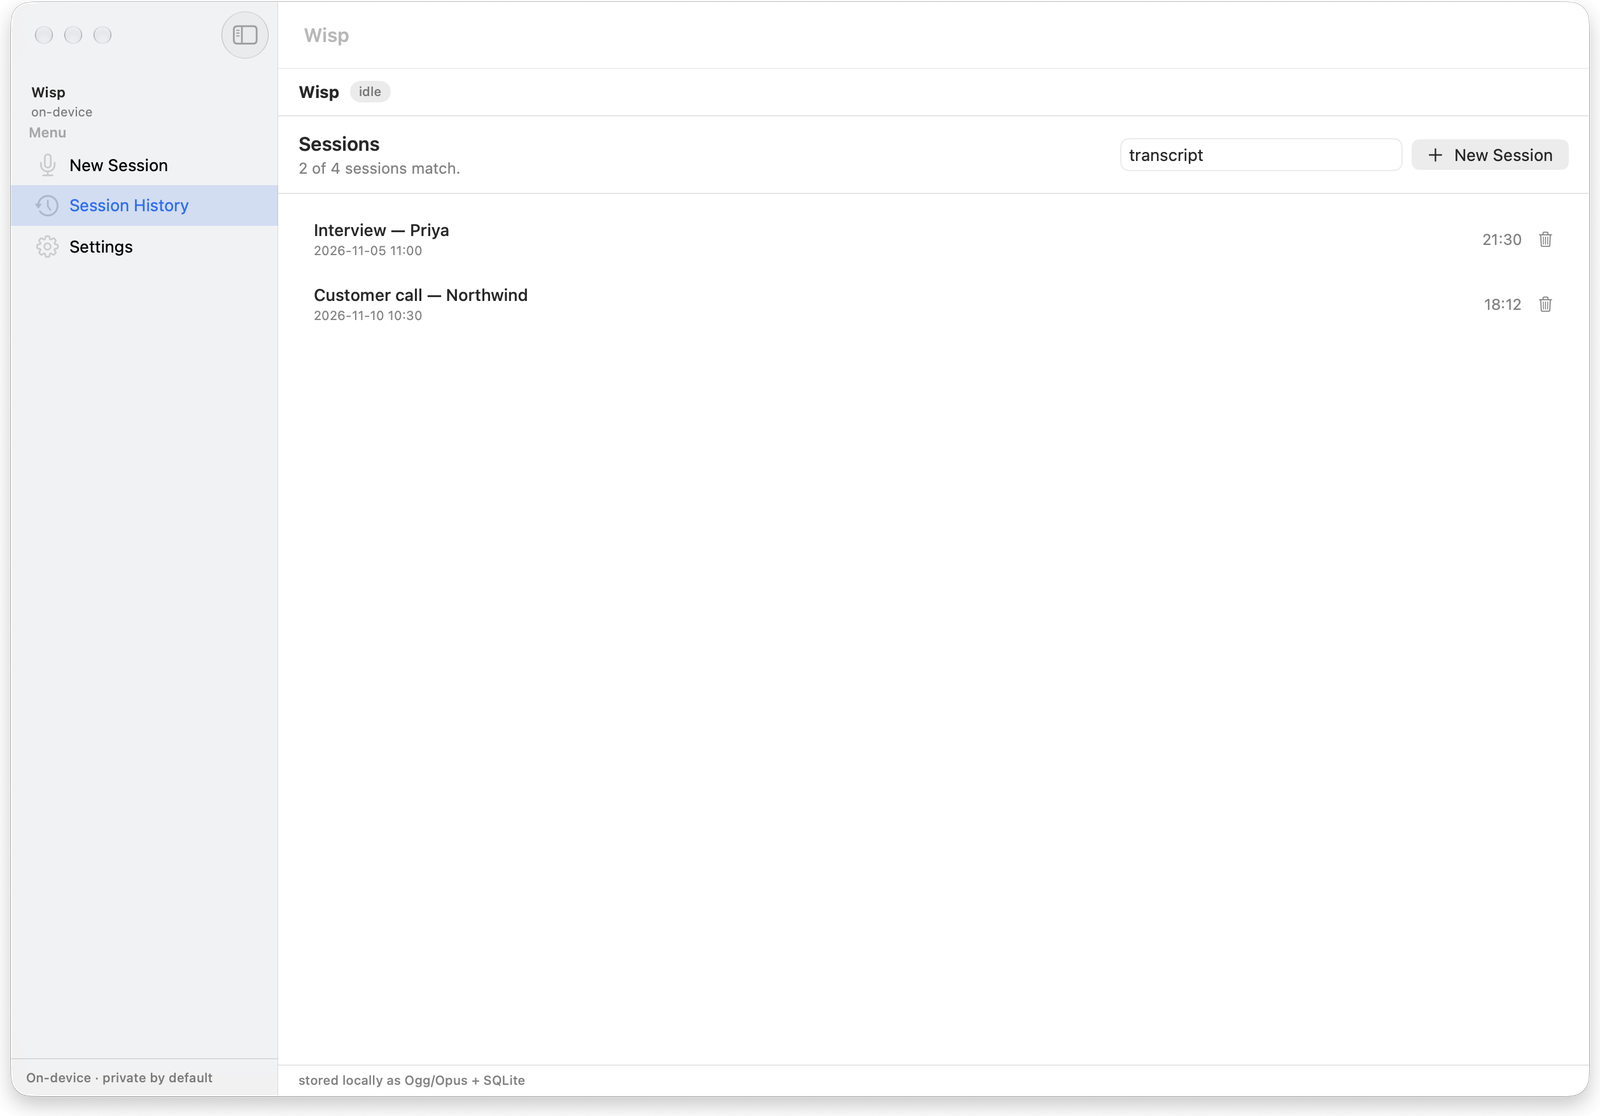 Wisp
Wisp
on-device
Menu
New Session
Session History
Settings
On-device · private by default
Wisp idle
Sessions
2 of 4 sessions match.
transcript
+ New Session
Interview — Priya
2026-11-05 11:00
21:30
Customer call — Northwind
2026-11-10 10:30
18:12
stored locally as Ogg/Opus + SQLite